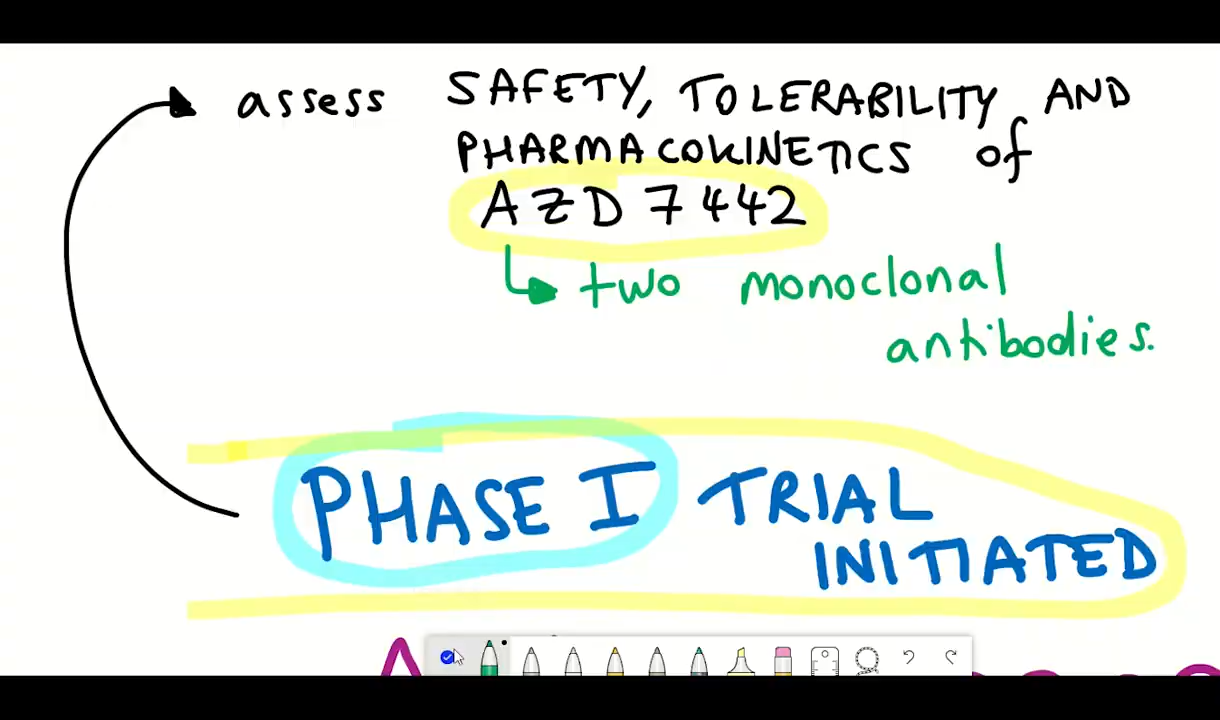 assess SAFETY, TOLERABILITY AND
PHARMACOKINETICS of
AZD 7442
two monoclonal
antibodies.
PHASE I TRIAL
INITIATED